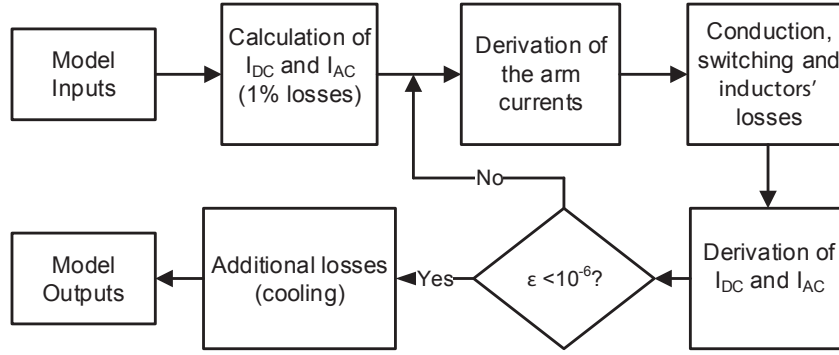 Model
Inputs
Calculation of
I_DC and I_AC
(1% losses)
Derivation of
the arm
currents
Conduction,
switching and
inductors'
losses
No
Derivation of
I_DC and I_AC
ε <10^-6?
Yes
Additional losses
(cooling)
Model
Outputs